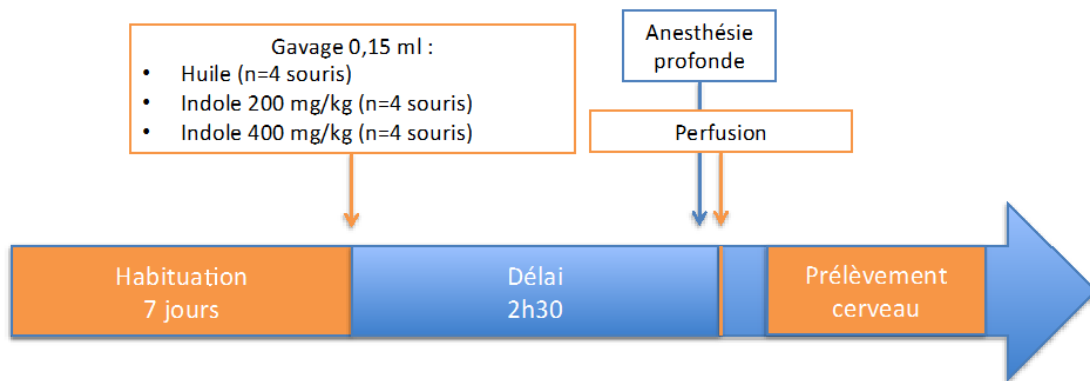 Gavage 0,15 ml :
• Huile (n=4 souris)
• Indole 200 mg/kg (n=4 souris)
• Indole 400 mg/kg (n=4 souris)
Anesthésie
profonde
Perfusion
Habituation
7 jours
Délai
2h30
Prélèvement
cerveau